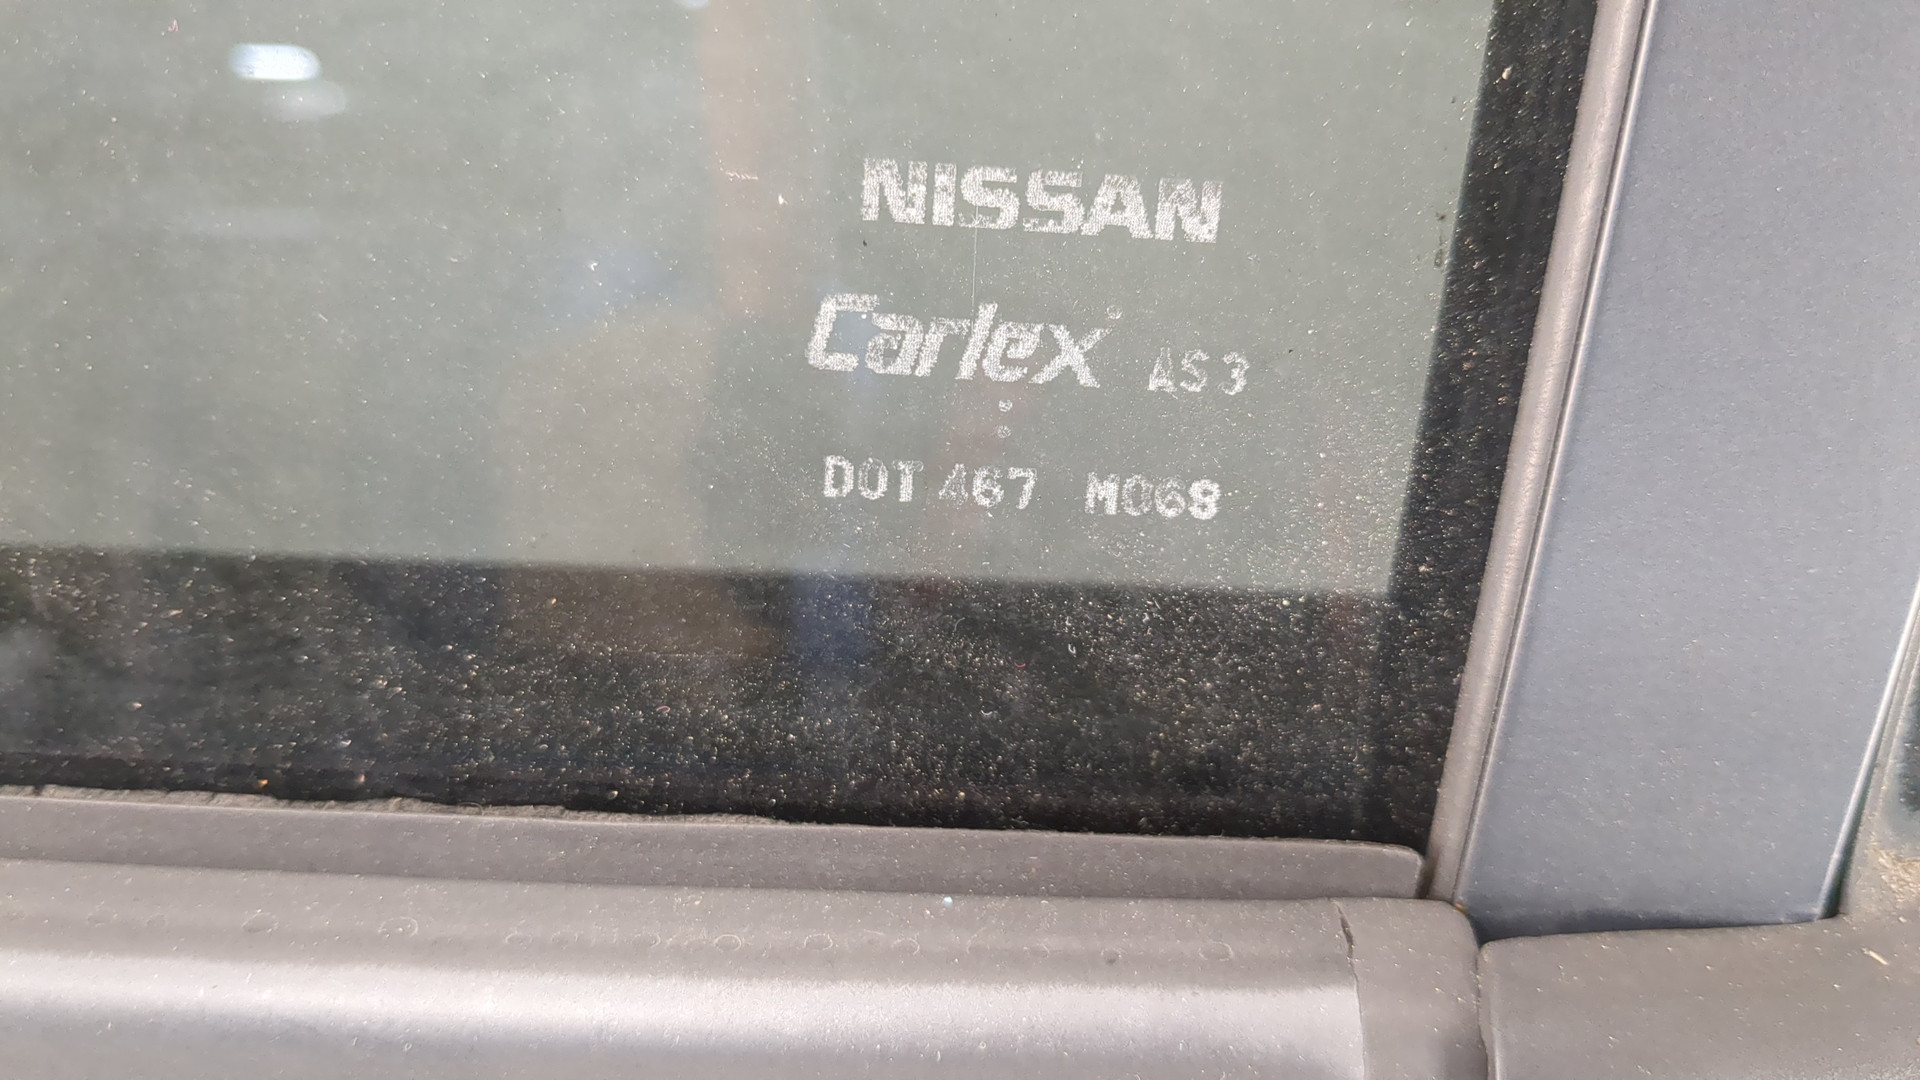 NISSAN
Carlex AS3
DOT 467 M068